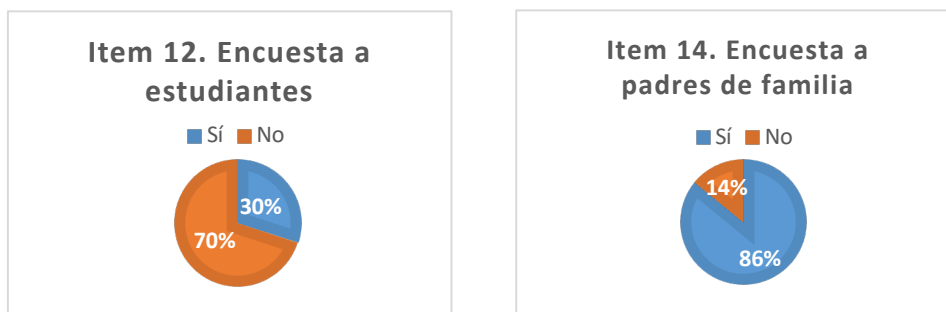 Item 12. Encuesta a
estudiantes
Sí No
30%
70%
Item 14. Encuesta a
padres de familia
Sí No
14%
86%